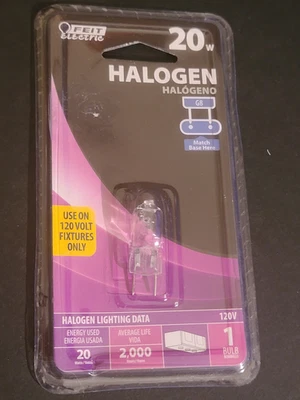 FEIT
electric
20w
HALOGEN
HALÓGENO
G8
Match
Base Here
USE ON
120 VOLT
FIXTURES
ONLY
HALOGEN LIGHTING DATA
120V
ENERGY USED
ENERGÍA USADA
20
AVERAGE LIFE
VIDA
2,000
1
BULB